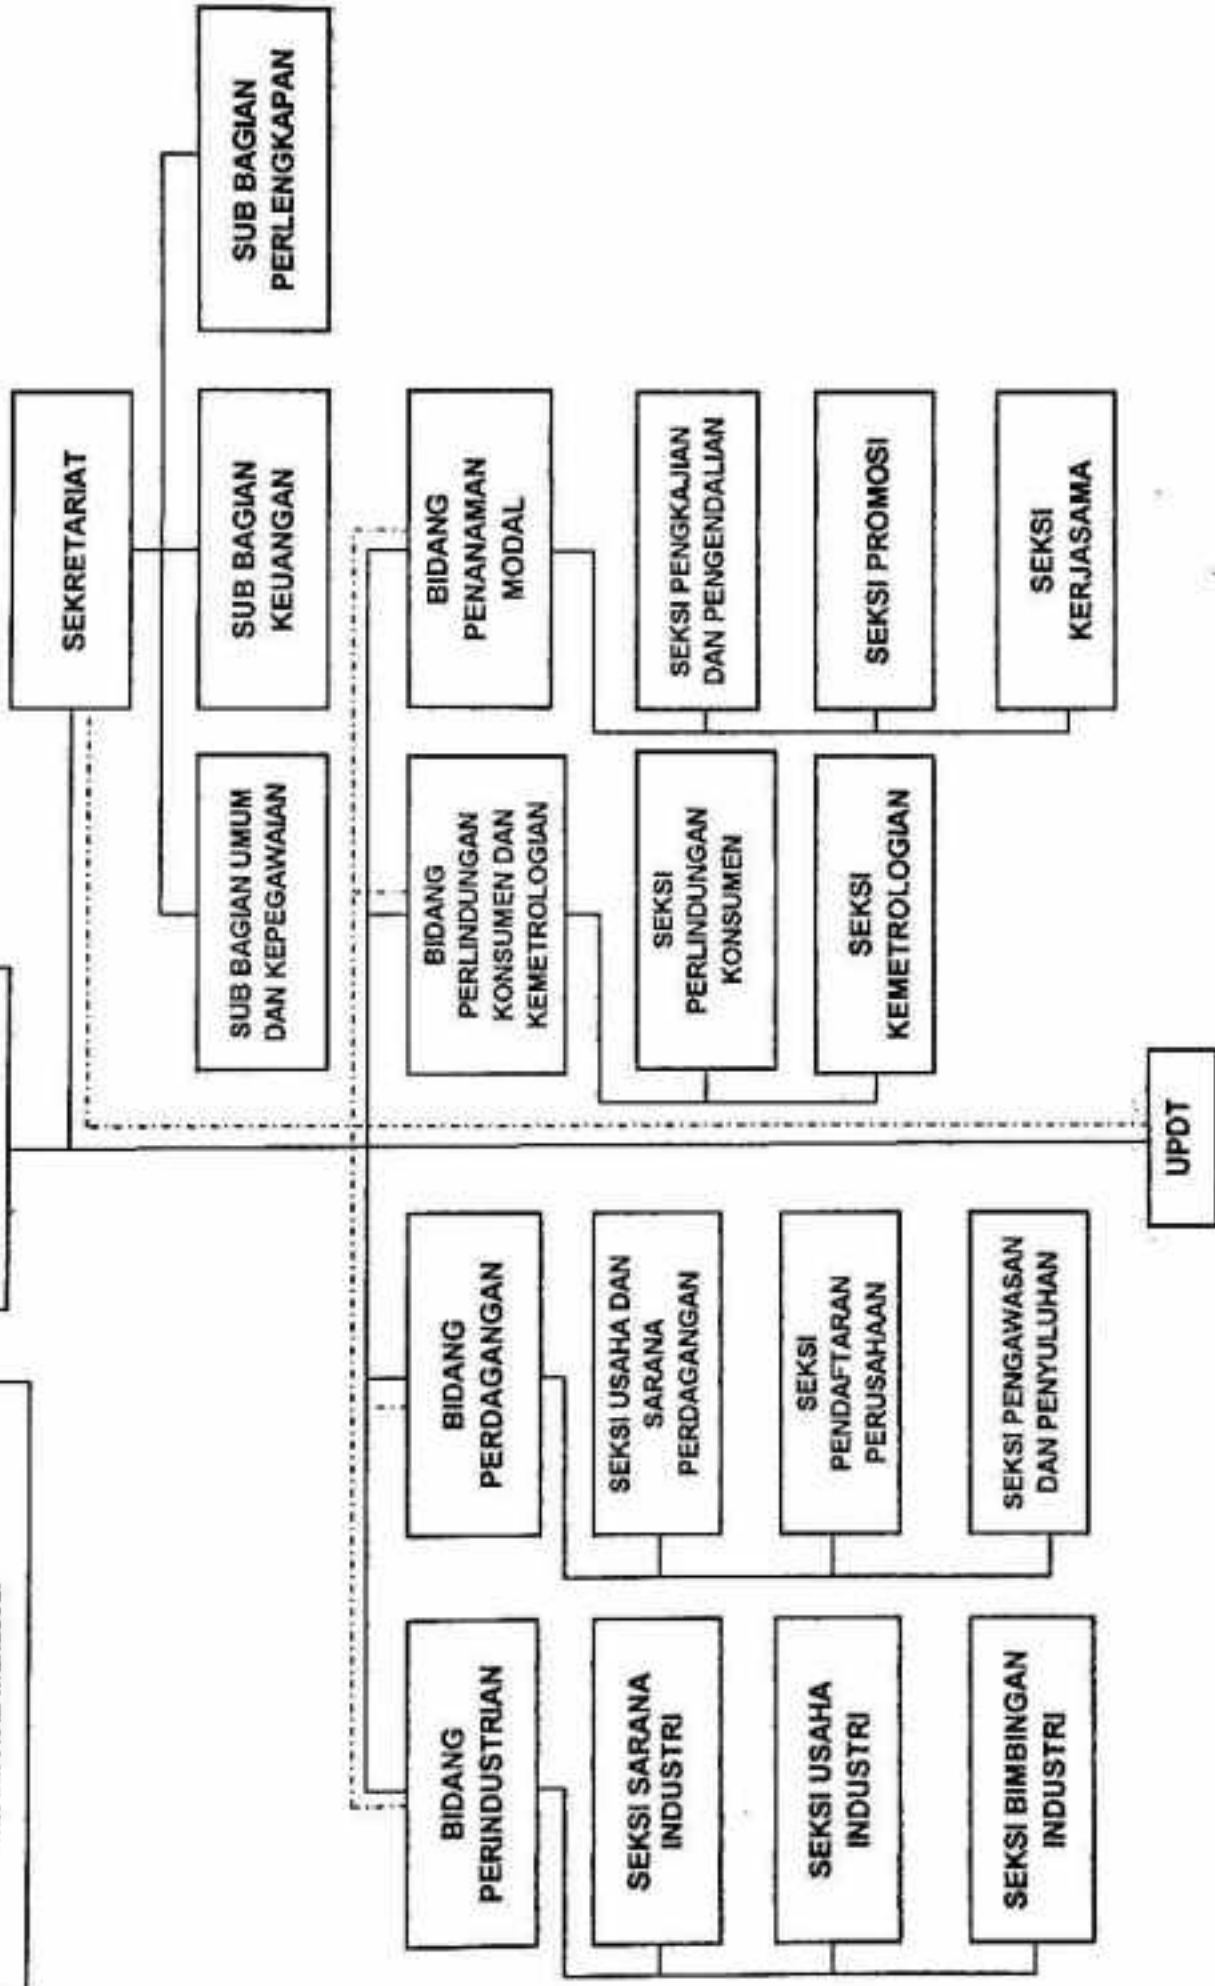 SEKRETARIAT
SUB BAGIAN UMUM
DAN KEPEGAWAIAN
SUB BAGIAN
KEUANGAN
SUB BAGIAN
PERLENGKAPAN
BIDANG
PERINDUSTRIAN
BIDANG
PERDAGANGAN
BIDANG
PERLINDUNGAN
KONSUMEN DAN
KEMETROLOGIAN
BIDANG
PENANAMAN
MODAL
SEKSI SARANA
INDUSTRI
SEKSI USAHA DAN
SARANA
PERDAGANGAN
SEKSI
PERLINDUNGAN
KONSUMEN
SEKSI PENGKAJIAN
DAN PENGENDALIAN
SEKSI USAHA
INDUSTRI
SEKSI
PENDAFTARAN
PERUSAHAAN
SEKSI
KEMETROLOGIAN
SEKSI PROMOSI
SEKSI BIMBINGAN
INDUSTRI
SEKSI PENGAWASAN
DAN PENYULUHAN
SEKSI
KERJASAMA
UPDT